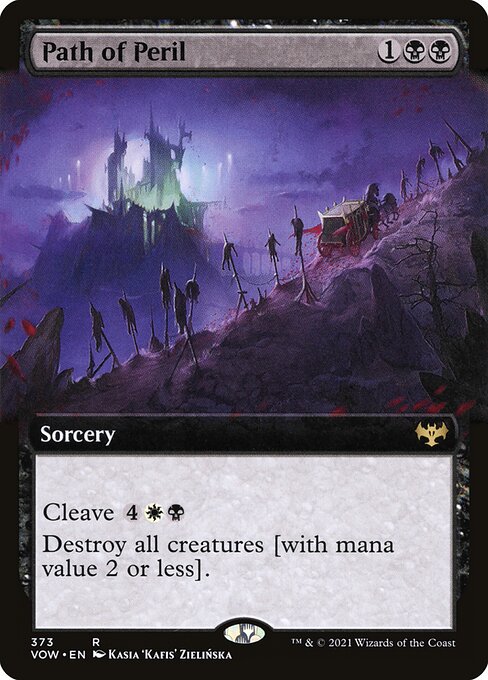 Path of Peril 1
Sorcery
Cleave 4
Destroy all creatures [with mana
value 2 or less].
373 R
VOW • EN Kasia 'Kafis' Zielińska
™ & © 2021 Wizards of the Coast